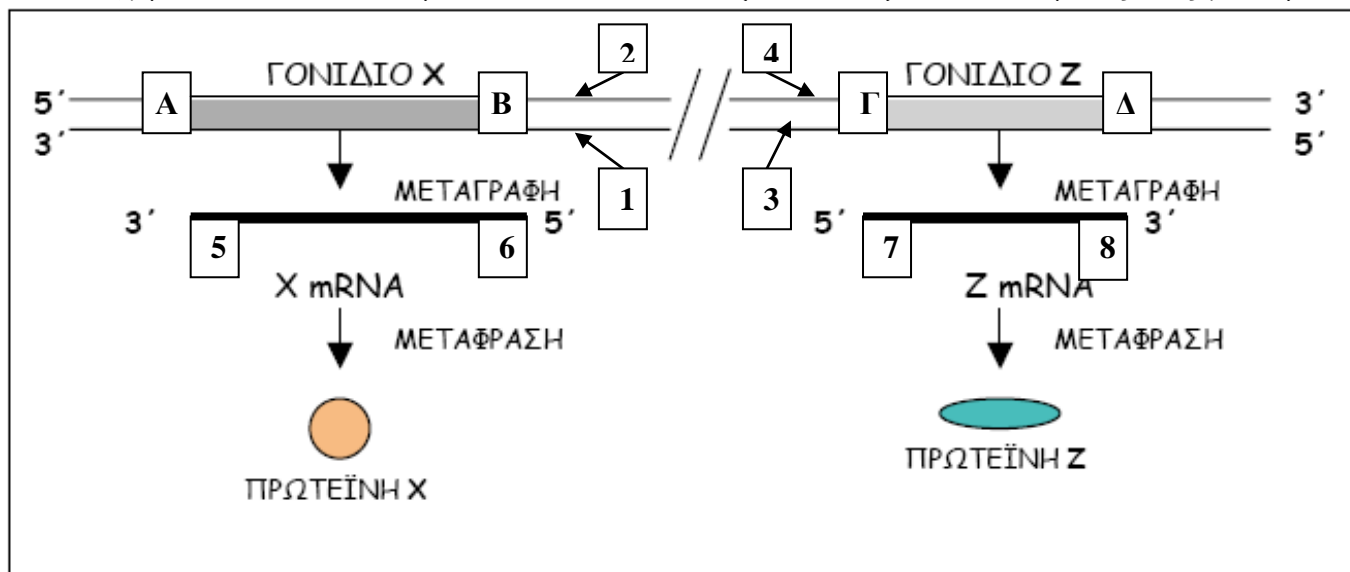 2 4
ΓΟΝΙΔΙΟ X ΓΟΝΙΔΙΟ Z
5΄ A B Γ Δ 3΄
3΄ 5΄
ΜΕΤΑΓΡΑΦΗ 1 3 ΜΕΤΑΓΡΑΦΗ
3΄ 5΄ 5΄ 3΄
5 6 7 8
X mRNA Z mRNA
ΜΕΤΑΦΡΑΣΗ ΜΕΤΑΦΡΑΣΗ
ΠΡΩΤΕΪΝΗ X ΠΡΩΤΕΪΝΗ Z